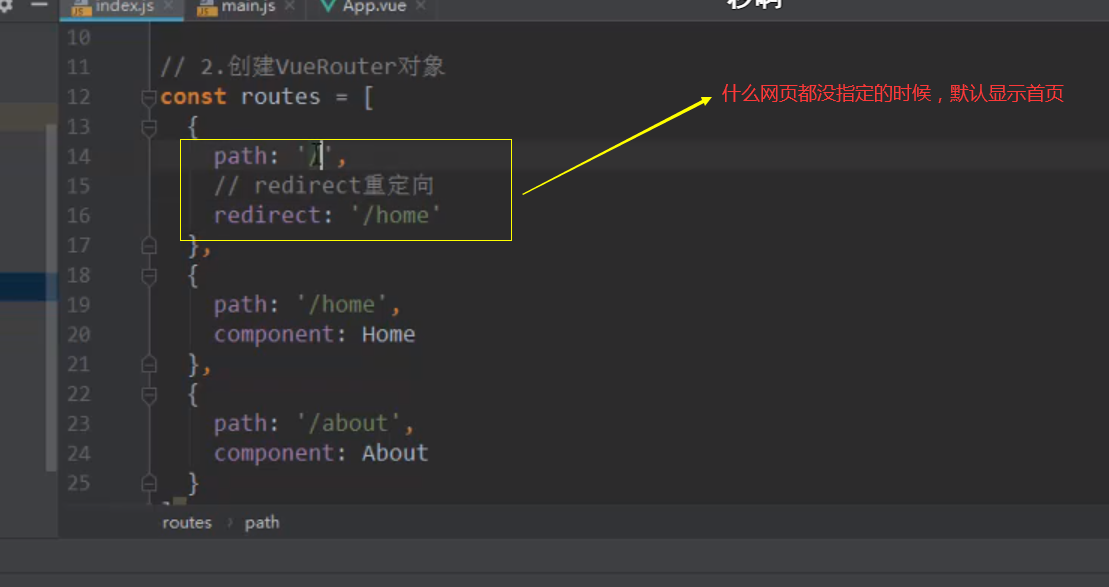 index.js
main.js
App.vue
10
11 // 2.创建VueRouter对象
12 const routes = [
什么网页都没指定的时候，默认显示首页
13 {
14 path: '/',
15 // redirect重定向
16 redirect: '/home'
17 },
18 {
19 path: '/home',
20 component: Home
21 },
22 {
23 path: '/about',
24 component: About
25 }
routes › path